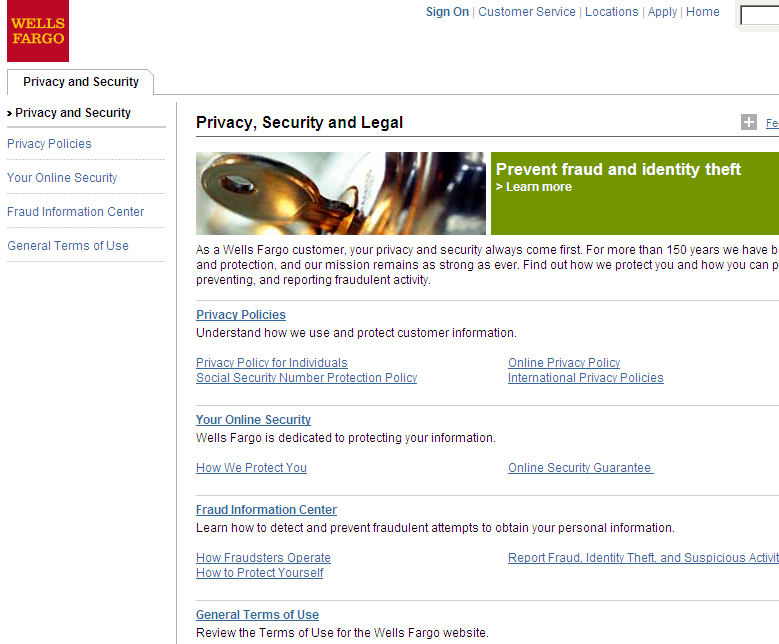 WELLS
FARGO
Sign On | Customer Service | Locations | Apply | Home
Privacy and Security
Privacy and Security
Privacy Policies
Your Online Security
Fraud Information Center
General Terms of Use
Privacy, Security and Legal
Prevent fraud and identity theft
> Learn more
As a Wells Fargo customer, your privacy and security always come first. For more than 150 years we have
and protection, and our mission remains as strong as ever. Find out how we protect you and how you can
preventing, and reporting fraudulent activity.
Privacy Policies
Understand how we use and protect customer information.
Privacy Policy for Individuals
Online Privacy Policy
Social Security Number Protection Policy
International Privacy Policies
Your Online Security
Wells Fargo is dedicated to protecting your information.
How We Protect You
Online Security Guarantee
Fraud Information Center
Learn how to detect and prevent fraudulent attempts to obtain your personal information.
How Fraudsters Operate
Report Fraud, Identity Theft, and Suspicious
How to Protect Yourself
General Terms of Use
Review the Terms of Use for the Wells Fargo website.